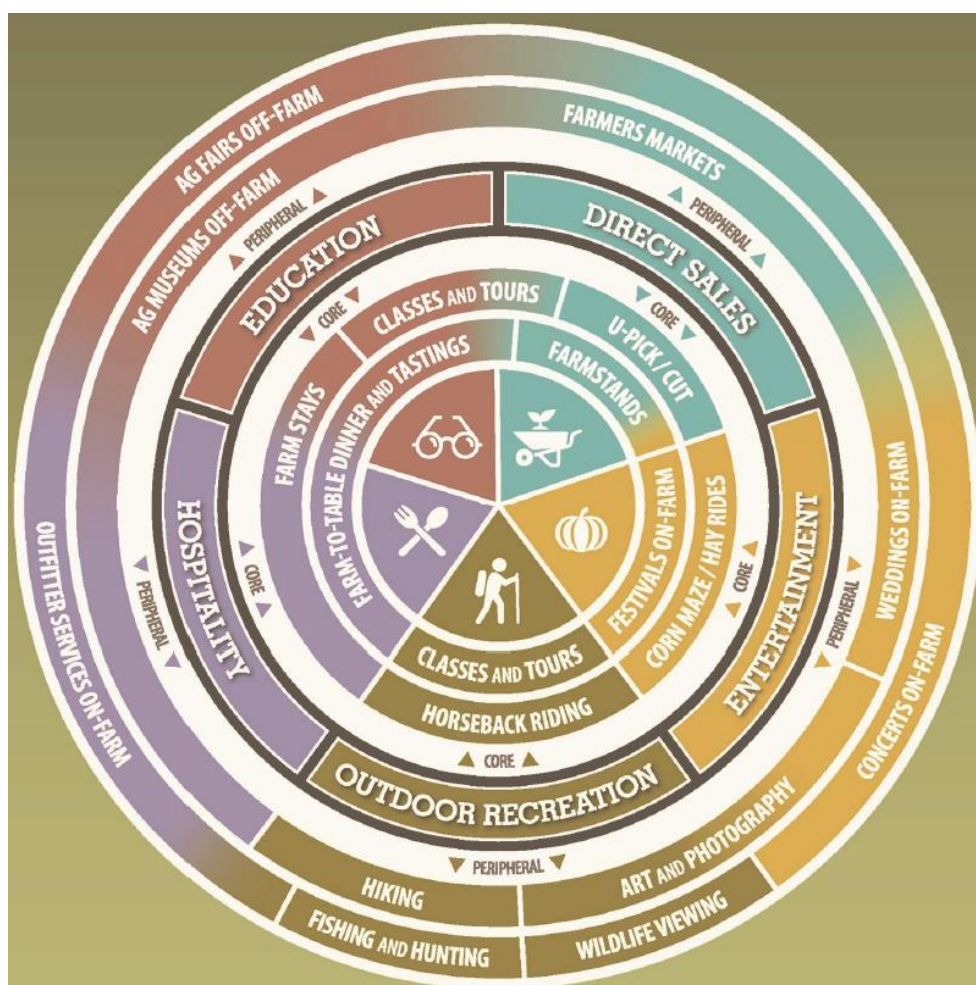 AG FAIRS OFF-FARM
AG MUSEUMS OFF-FARM
FARMERS MARKETS
PERIPHERAL
PERIPHERAL
EDUCATION
DIRECT SALES
CORE
CORE
CLASSES AND TOURS
U-PICK / CUT
FARM STAYS
FARM-TO-TABLE DINNER AND TASTINGS
FARMSTANDS
HOSPITALITY
CORE
PERIPHERAL
OUTFITTER SERVICES ON-FARM
FESTIVALS ON-FARM
CORN MAZE / HAY RIDES
CORE
ENTERTAINMENT
PERIPHERAL
WEDDINGS ON-FARM
CONCERTS ON-FARM
CLASSES AND TOURS
HORSEBACK RIDING
CORE
OUTDOOR RECREATION
PERIPHERAL
HIKING
ART AND PHOTOGRAPHY
FISHING AND HUNTING
WILDLIFE VIEWING